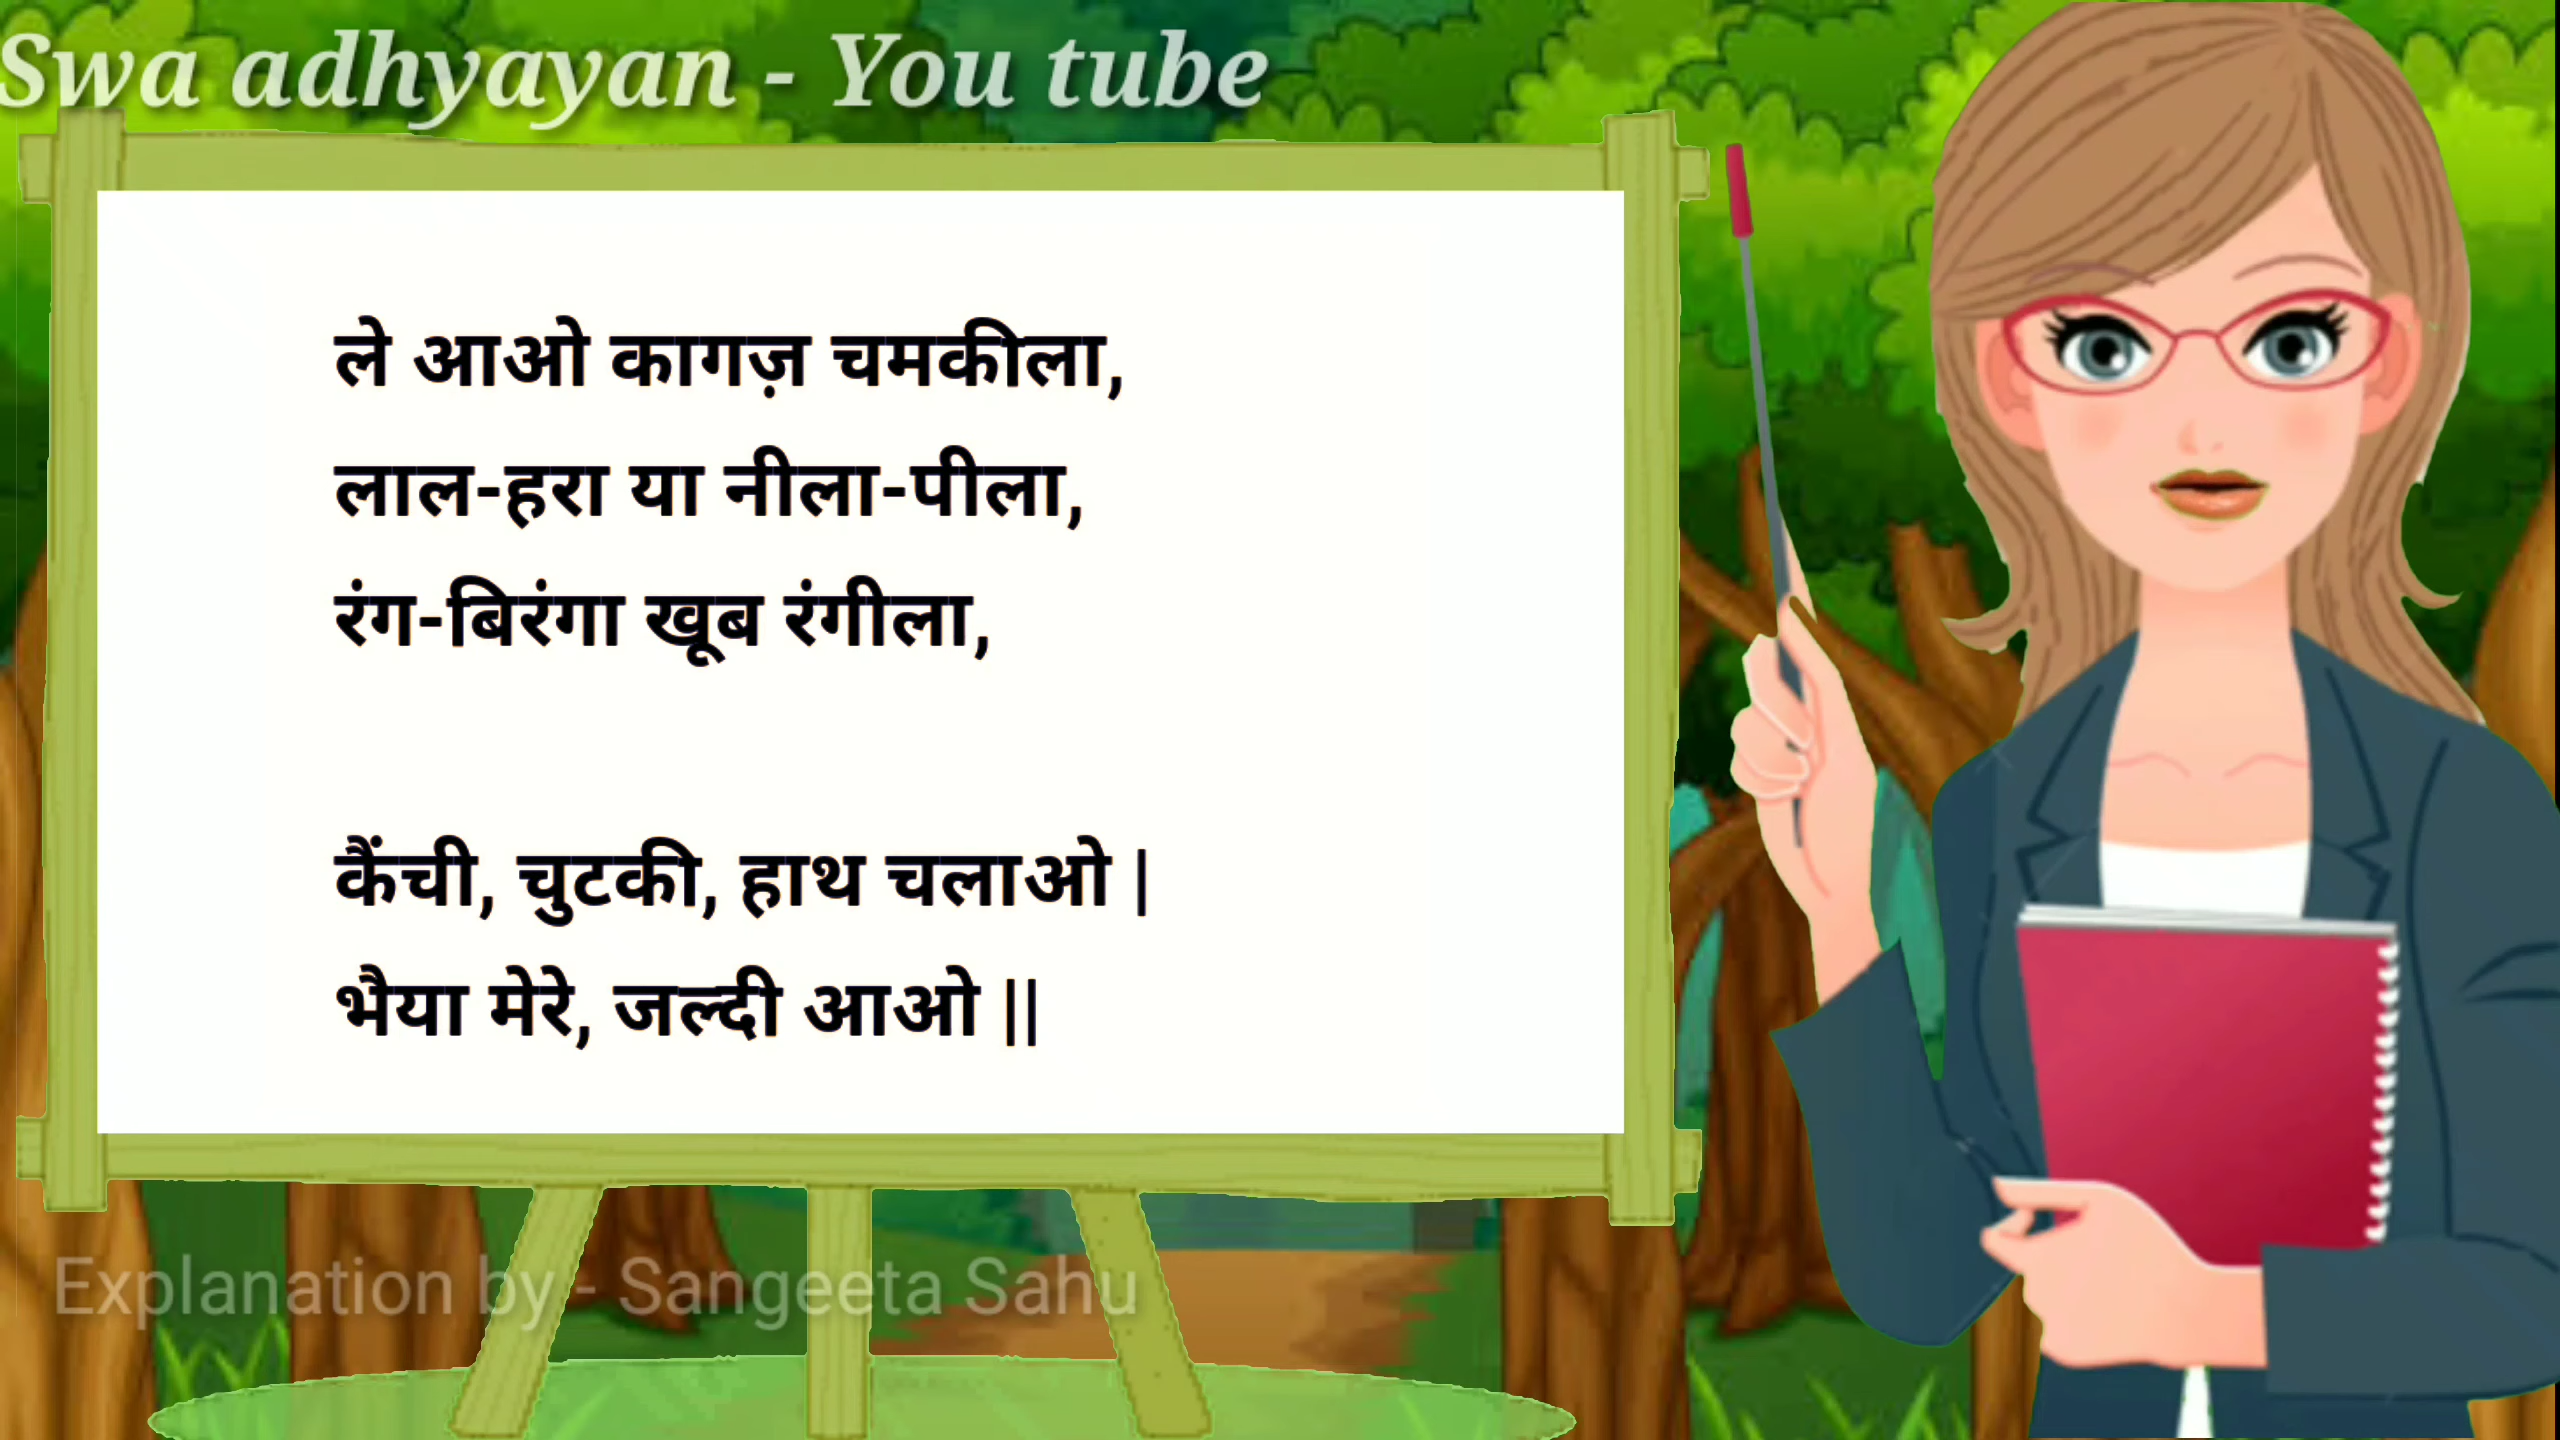 Swa adhyayan - You tube
ले आओ कागज़ चमकीला,
लाल-हरा या नीला-पीला,
रंग-बिरंगा खूब रंगीला,
कैंची, चुटकी, हाथ चलाओ |
भैया मेरे, जल्दी आओ ||
Explanation by - Sangeeta Sahu